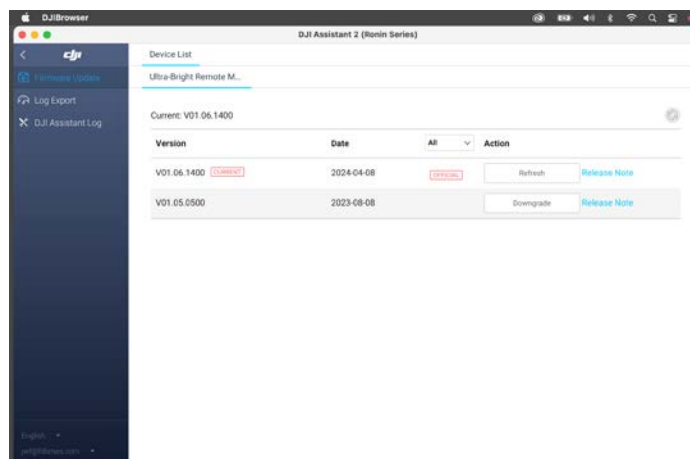 DJIBrowser
DJI Assistant 2 (Ronin Series)
dji
Device List
Firmware Update
Ultra-Bright Remote M...
Log Export
Current: V01.06.1400
DJI Assistant Log
Version Date All Action
V01.06.1400 CURRENT 2024-04-08 OFFICIAL Refresh Release Note
V01.05.0500 2023-08-08 Downgrade Release Note
English